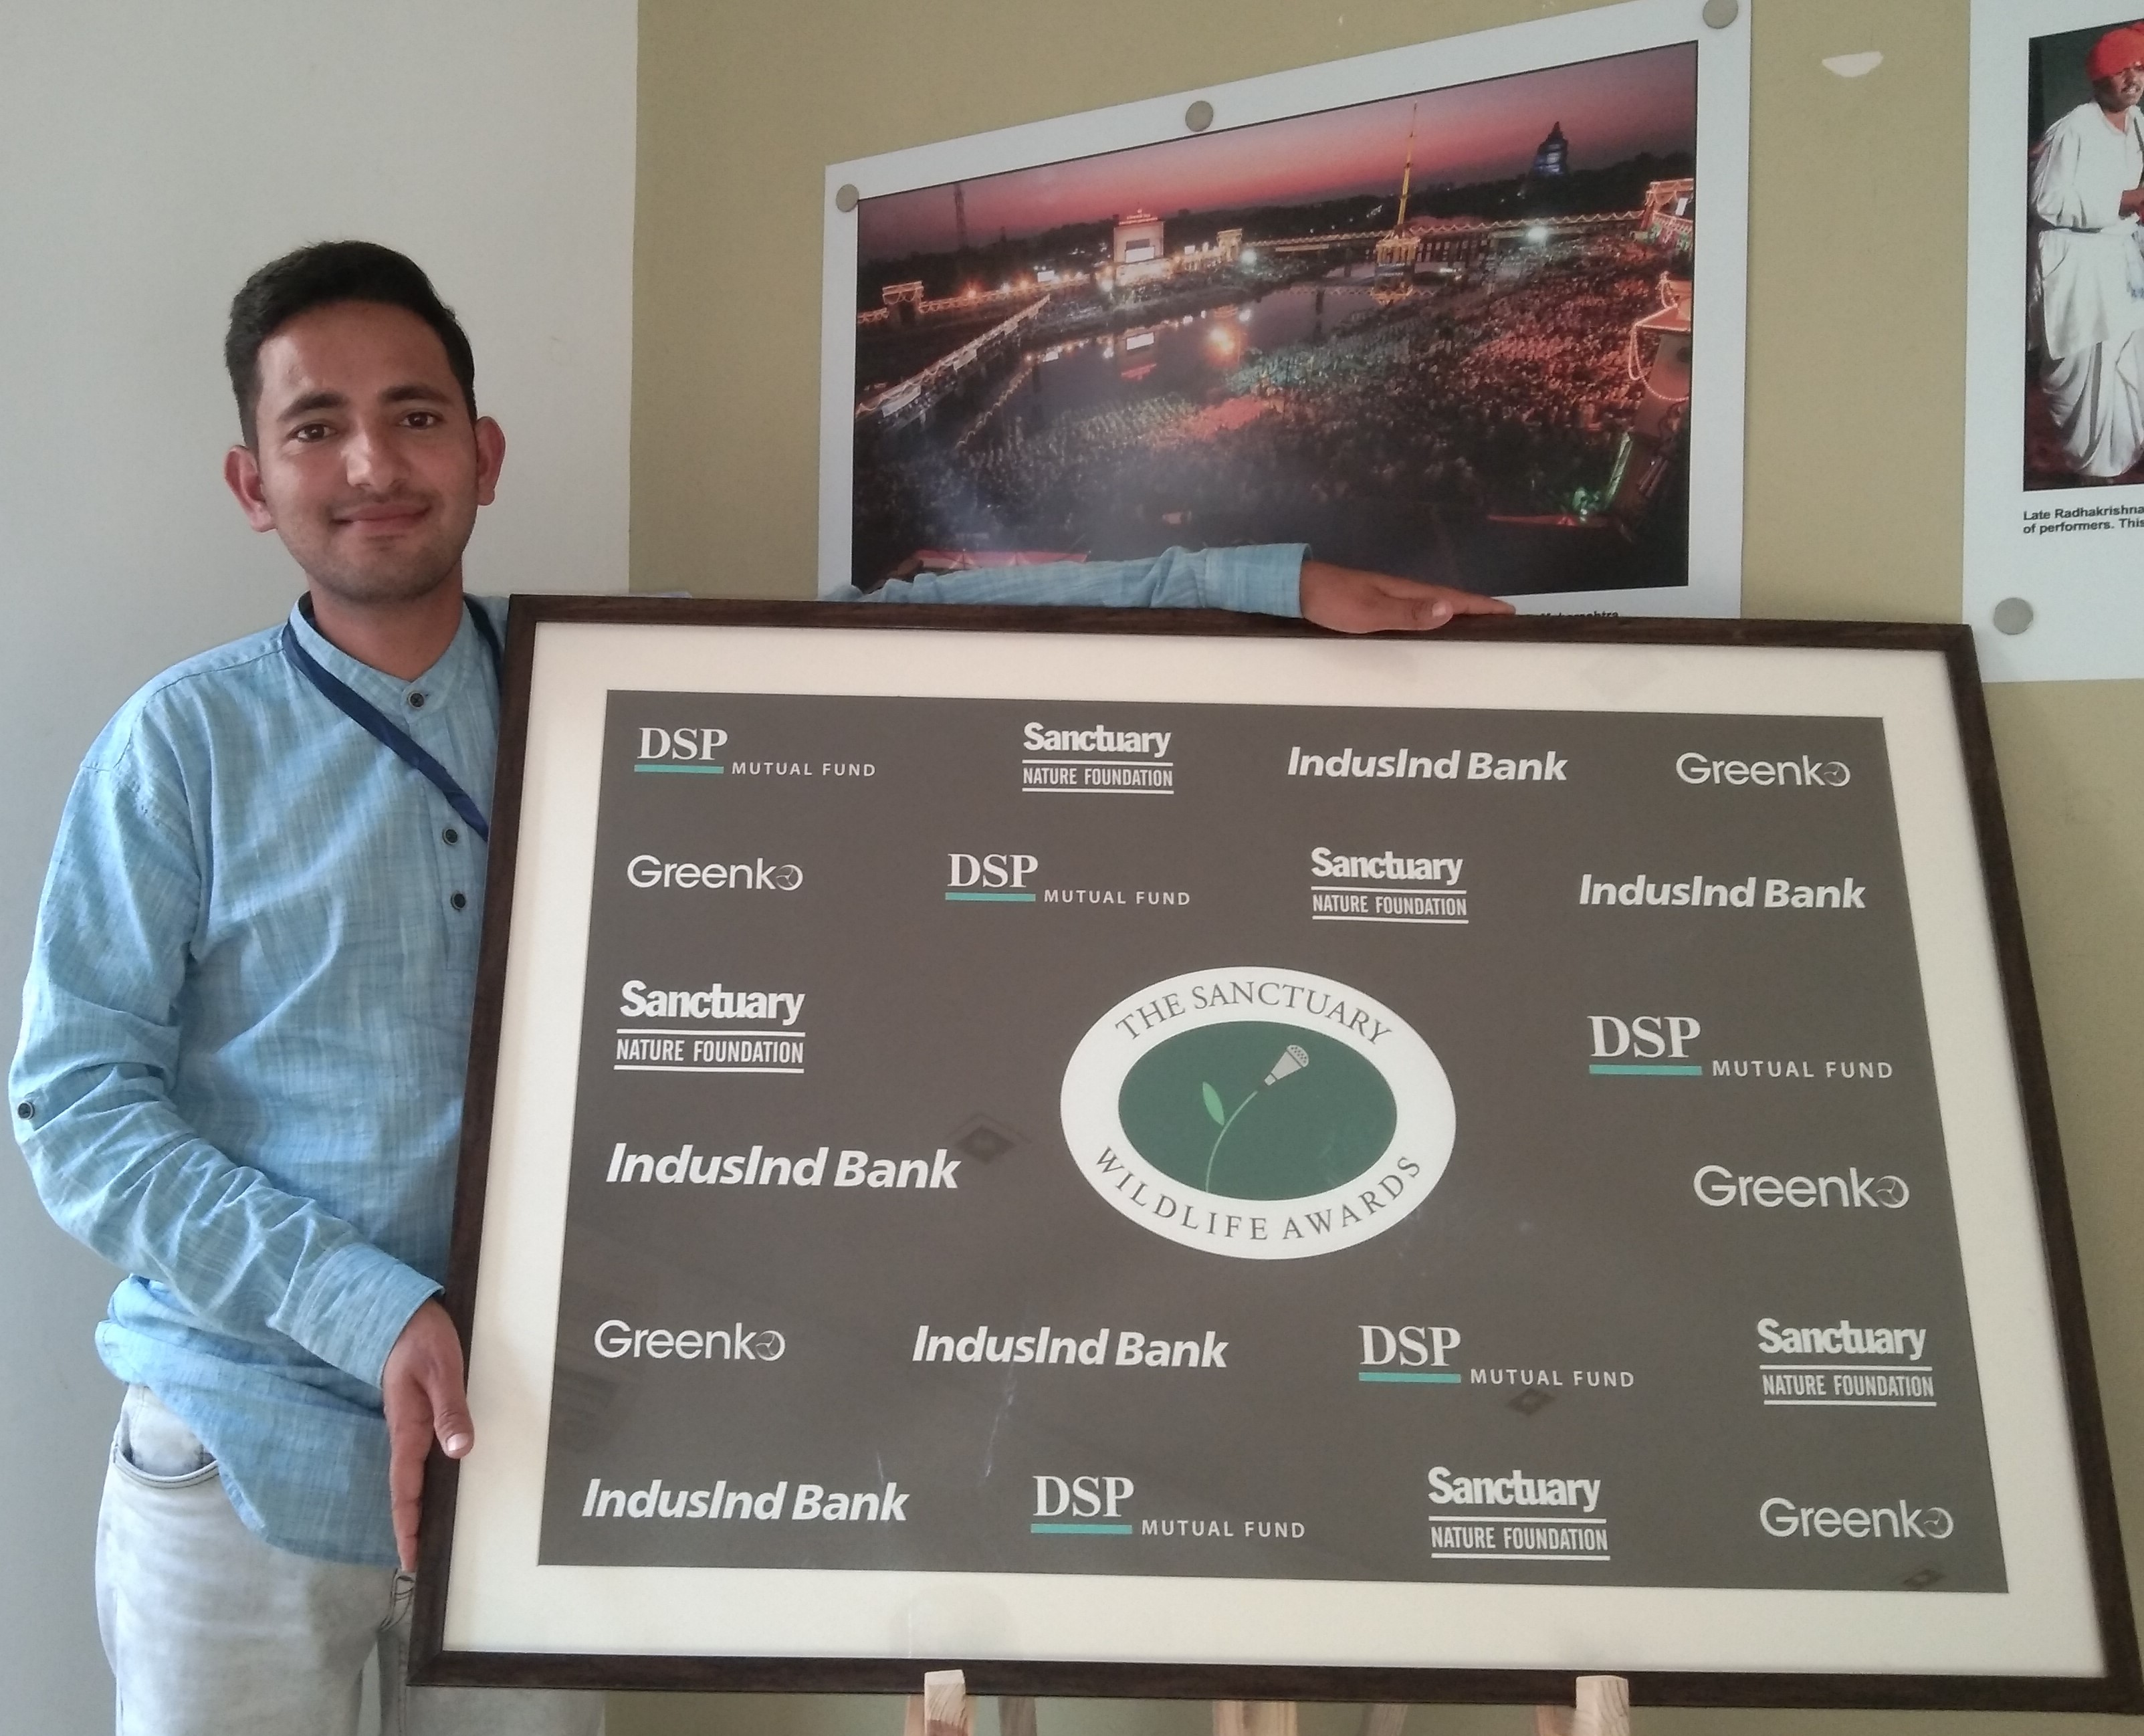 Late Radhakrishna
of performers. This
DSP MUTUAL FUND
Sanctuary
NATURE FOUNDATION
IndusInd Bank
Greenko
Greenko
DSP MUTUAL FUND
Sanctuary
NATURE FOUNDATION
IndusInd Bank
Sanctuary
NATURE FOUNDATION
THE SANCTUARY
WILDLIFE AWARDS
DSP MUTUAL FUND
IndusInd Bank
Greenko
Greenko
IndusInd Bank
DSP MUTUAL FUND
Sanctuary
NATURE FOUNDATION
IndusInd Bank
DSP MUTUAL FUND
Sanctuary
NATURE FOUNDATION
Greenko